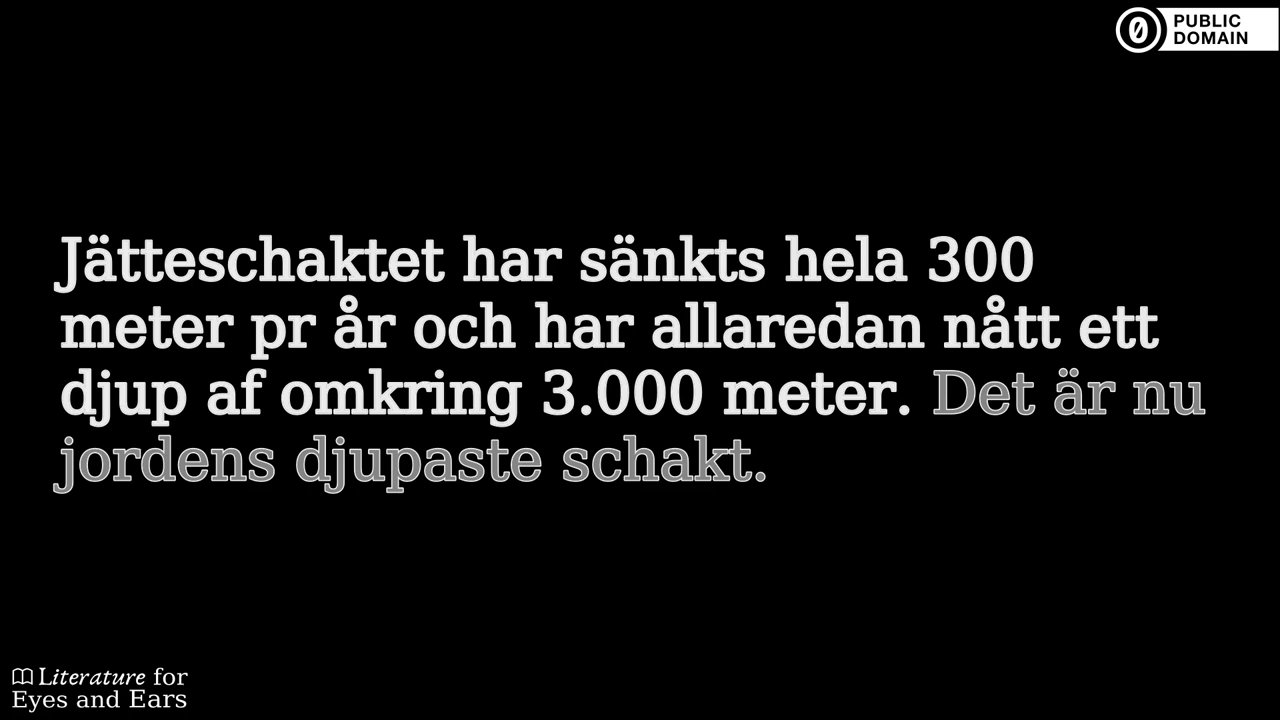 PUBLIC
DOMAIN
Jätteschaktet har sänkts hela 300
meter pr år och har allaredan nått ett
djup af omkring 3.000 meter. Det är nu
jordens djupaste schakt.
Literature for
Eyes and Ears